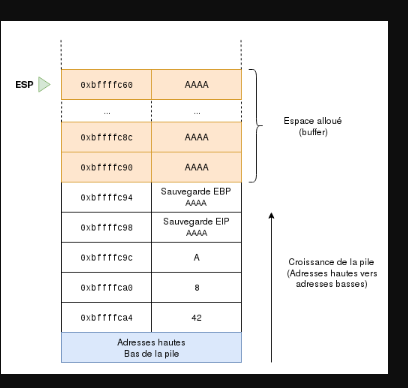 ESP
0xbffffc60 AAAA
... ...
0xbffffc8c AAAA
0xbffffc90 AAAA
Espace alloué
(buffer)
0xbffffc94 Sauvegarde EBP
AAAA
0xbffffc98 Sauvegarde EIP
AAAA
0xbffffc9c A
0xbffffca0 8
0xbffffca4 42
Croissance de la pile
(Adresses hautes vers
adresses basses)
Adresses hautes
Bas de la pile